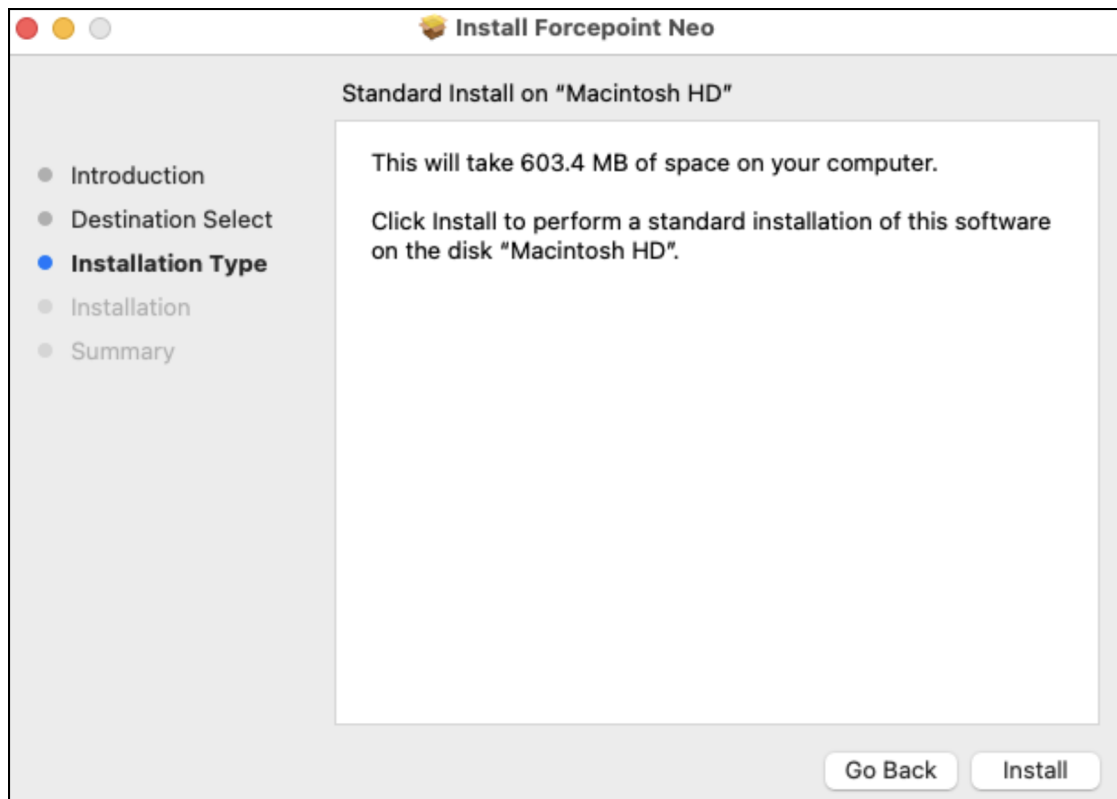 Install Forcepoint Neo
Standard Install on “Macintosh HD”
Introduction
Destination Select
Installation Type
Installation
Summary
This will take 603.4 MB of space on your computer.
Click Install to perform a standard installation of this software
on the disk “Macintosh HD”.
Go Back
Install